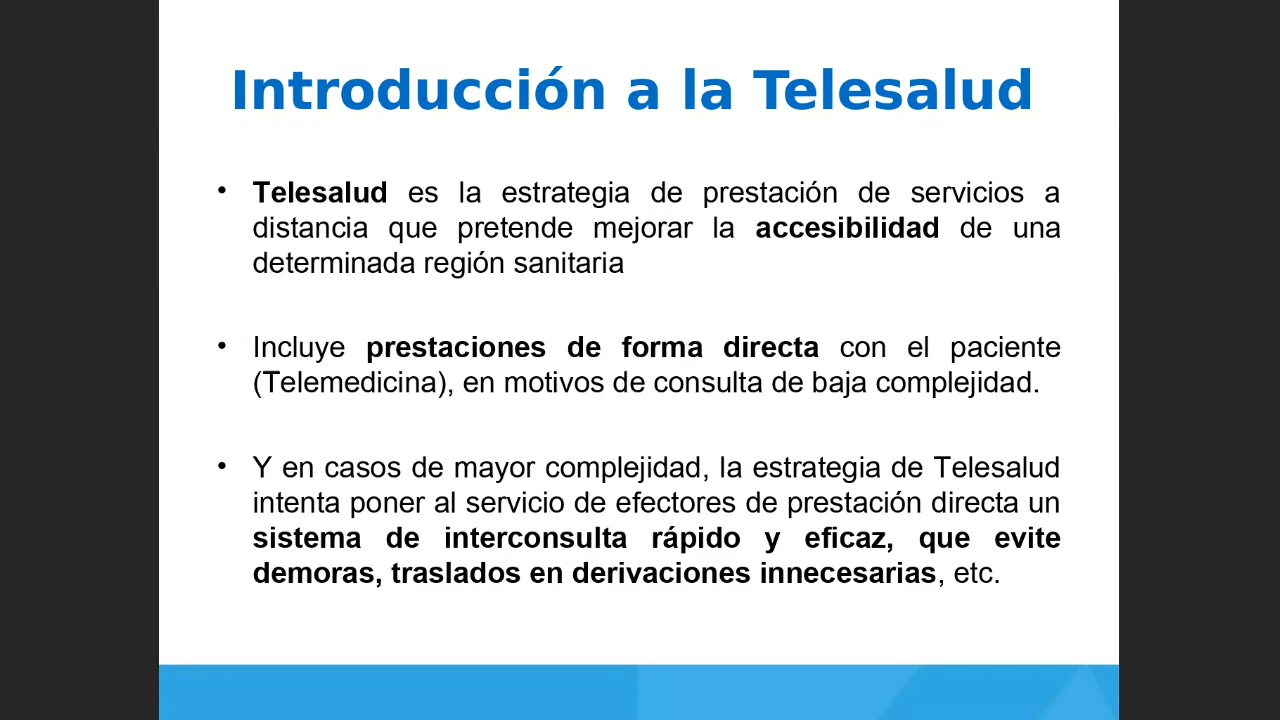 Introducción a la Telesalud
• Telesalud es la estrategia de prestación de servicios a
distancia que pretende mejorar la accesibilidad de una
determinada región sanitaria
• Incluye prestaciones de forma directa con el paciente
(Telemedicina), en motivos de consulta de baja complejidad.
• Y en casos de mayor complejidad, la estrategia de Telesalud
intenta poner al servicio de efectores de prestación directa un
sistema de interconsulta rápido y eficaz, que evite
demoras, traslados en derivaciones innecesarias, etc.